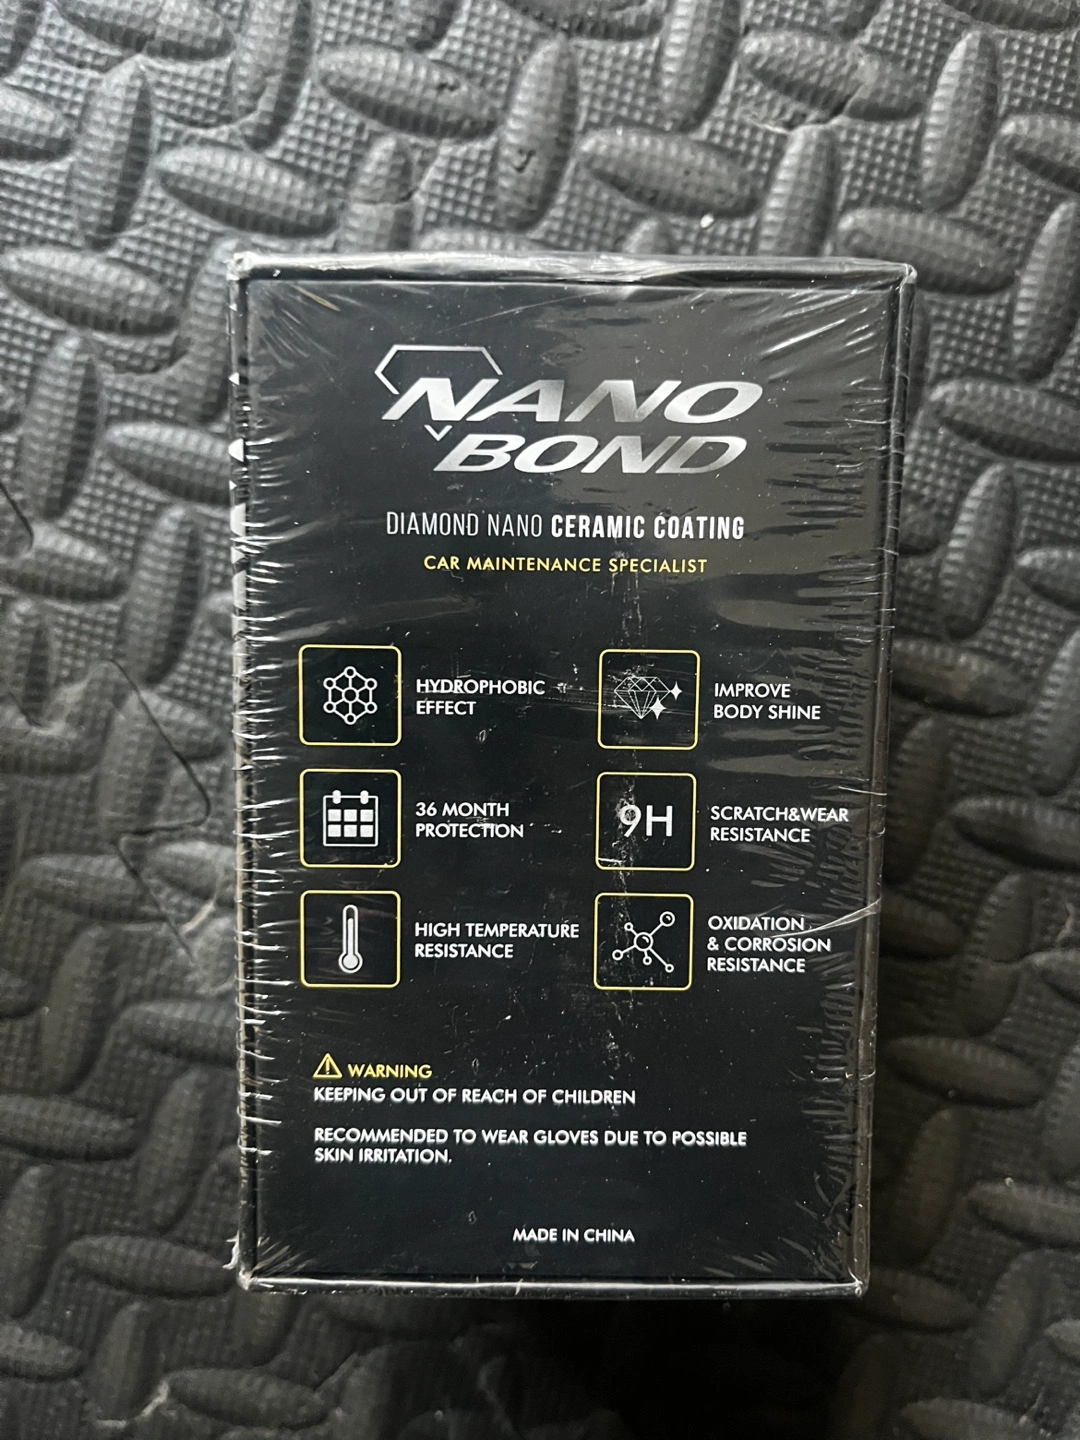 NANO
BOND
DIAMOND NANO CERAMIC COATING
CAR MAINTENANCE SPECIALIST
HYDROPHOBIC
EFFECT
IMPROVE
BODY SHINE
36 MONTH
PROTECTION
9H
SCRATCH&WEAR
RESISTANCE
HIGH TEMPERATURE
RESISTANCE
OXIDATION
& CORROSION
RESISTANCE
WARNING
KEEPING OUT OF REACH OF CHILDREN
RECOMMENDED TO WEAR GLOVES DUE TO POSSIBLE
SKIN IRRITATION.
MADE IN CHINA